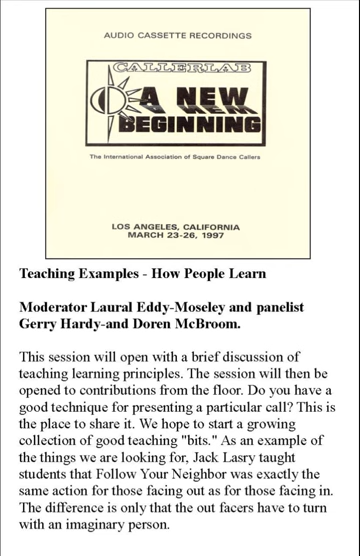 AUDIO CASSETTE RECORDINGS
CALLERLAB
A NEW
BEGINNING
The International Association of Square Dance Callers
LOS ANGELES, CALIFORNIA
MARCH 23-26, 1997
Teaching Examples - How People Learn
Moderator Laural Eddy-Moseley and panelist
Gerry Hardy-and Doren McBroom.
This session will open with a brief discussion of
teaching learning principles. The session will then be
opened to contributions from the floor. Do you have a
good technique for presenting a particular call? This is
the place to share it. We hope to start a growing
collection of good teaching "bits." As an example of
the things we are looking for, Jack Lasry taught
students that Follow Your Neighbor was exactly the
same action for those facing out as for those facing in.
The difference is only that the out facers have to turn
with an imaginary person.